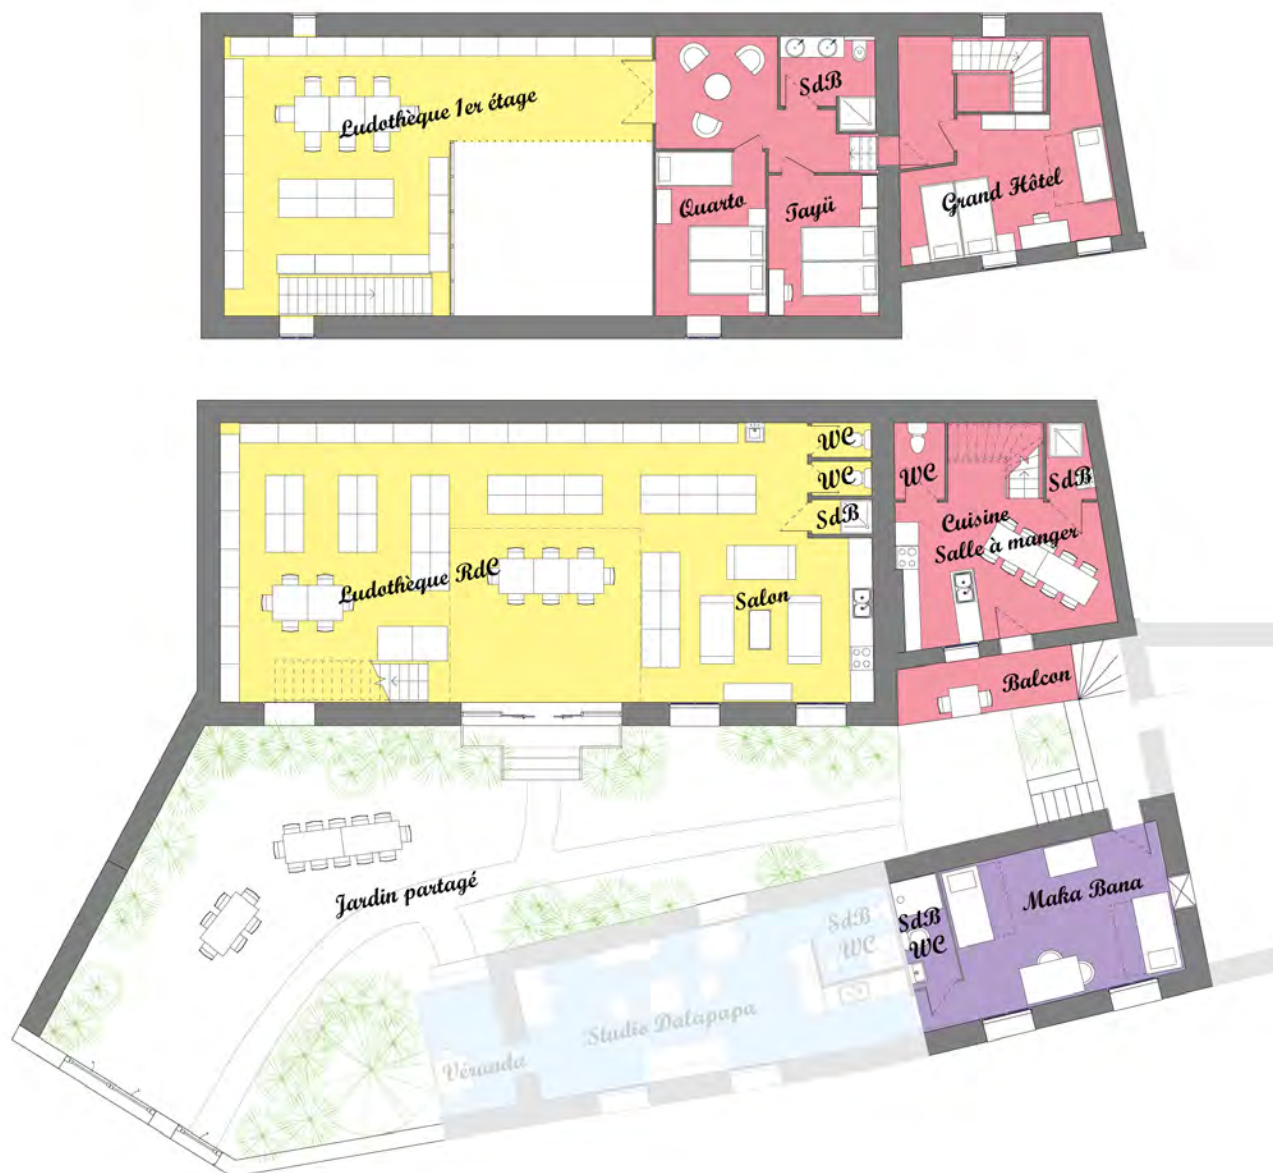 SdB
Ludothèque 1er étage
Quarto
Tayü
Grand Hôtel
WC
WC
SdB
WC
SdB
Cuisine
Salle à manger
Ludothèque RdC
Salon
Balcon
Jardin partagé
SdB
WC
SdB
WC
Maka Bana
Studio Dalapapa
Véranda